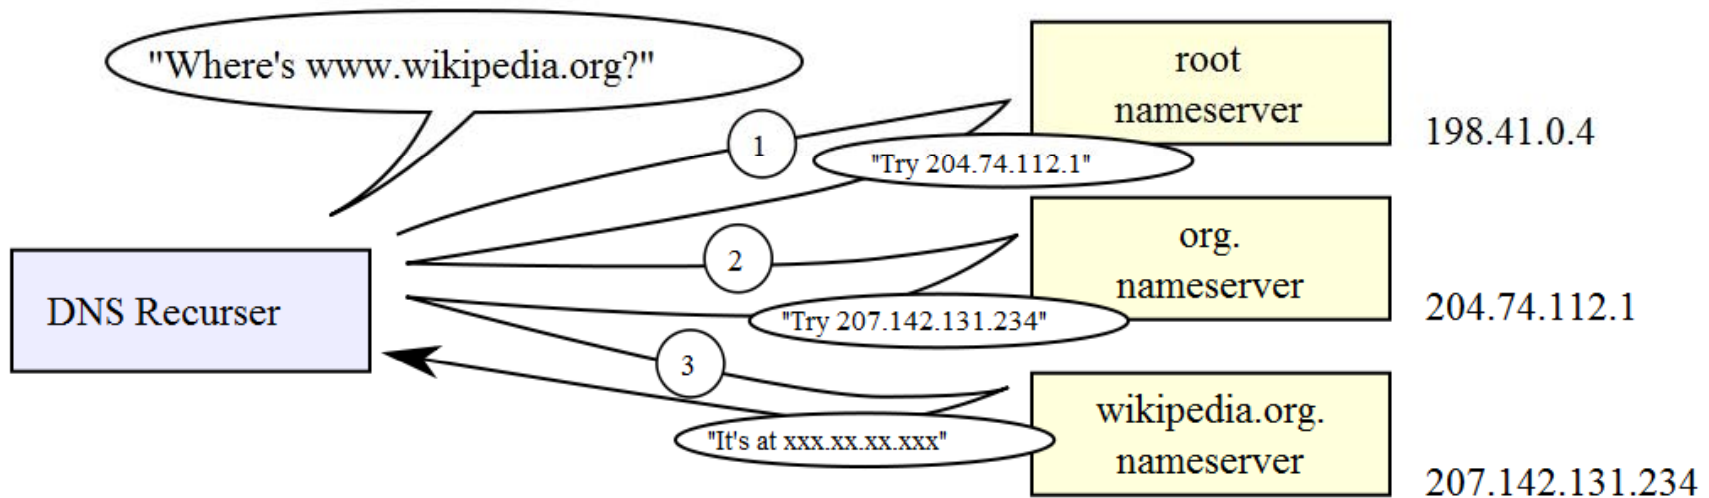 "Where's www.wikipedia.org?"
root
nameserver
198.41.0.4
1
"Try 204.74.112.1"
org.
nameserver
204.74.112.1
2
"Try 207.142.131.234"
DNS Recurser
3
wikipedia.org.
nameserver
207.142.131.234
"It's at xxx.xx.xx.xxx"